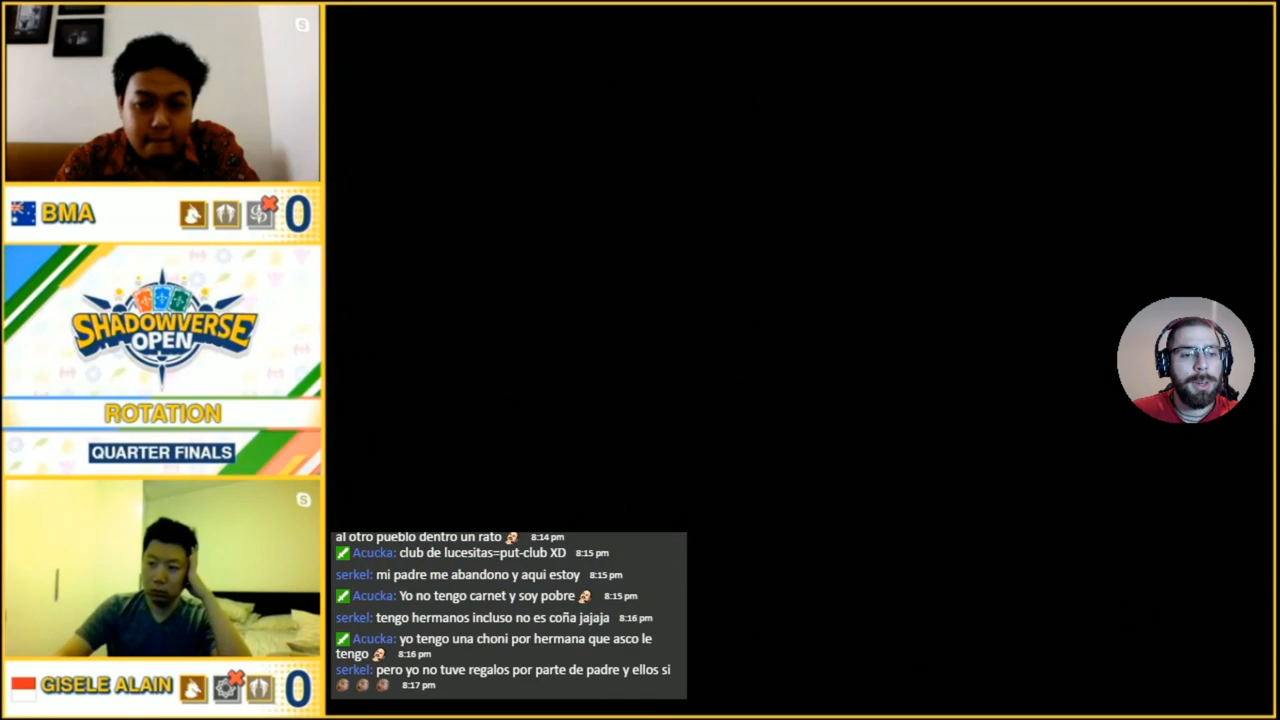 BMA
0
SHADOWVERSE
OPEN
ROTATION
QUARTER FINALS
GISELE ALAIN
0
al otro pueblo dentro un rato 8:14 pm
Acucka: club de lucesitas=put-club XD 8:15 pm
serkel: mi padre me abandono y aqui estoy 8:15 pm
Acucka: Yo no tengo carnet y soy pobre 8:15 pm
serkel: tengo hermanos incluso no es coña jajaja 8:16 pm
Acucka: yo tengo una choni por hermana que asco le
tengo 8:16 pm
serkel: pero yo no tuve regalos por parte de padre y ellos si
8:17 pm